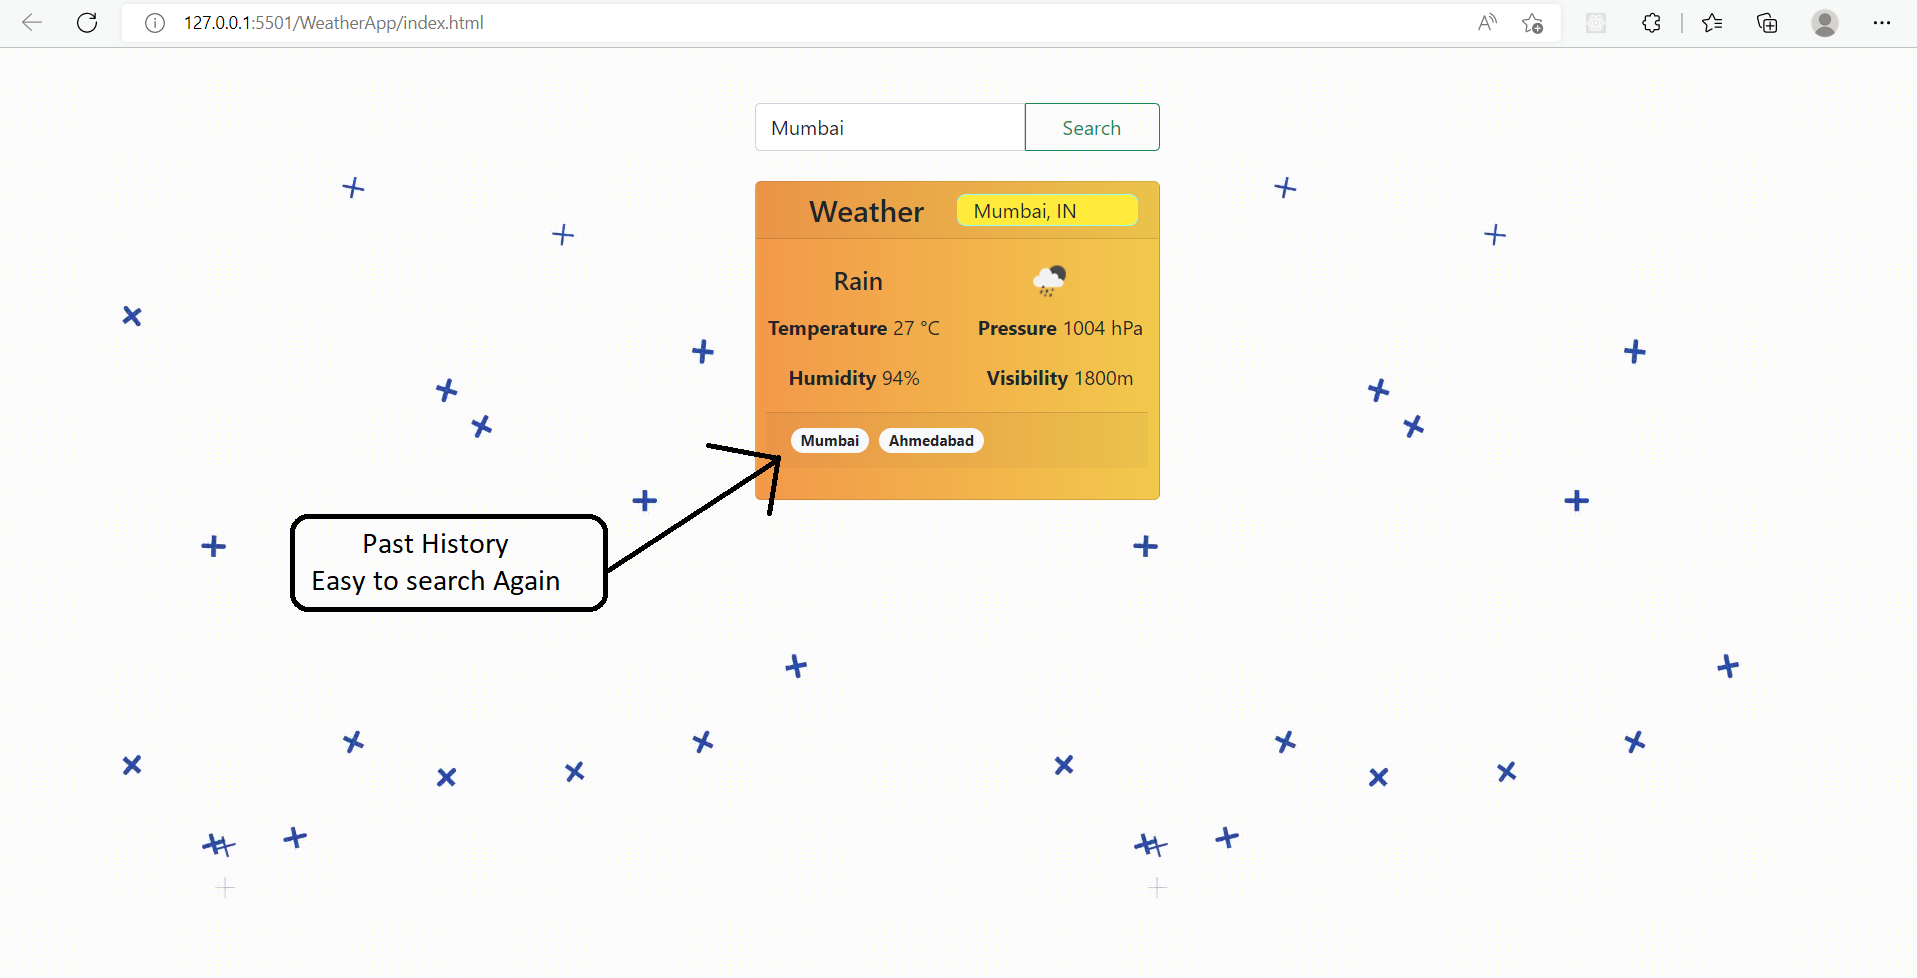 127.0.0.1:5501/WeatherApp/index.html
Mumbai Search
Weather Mumbai, IN
Rain
Temperature 27 °C Pressure 1004 hPa
Humidity 94% Visibility 1800m
Mumbai Ahmedabad
Past History
Easy to search Again